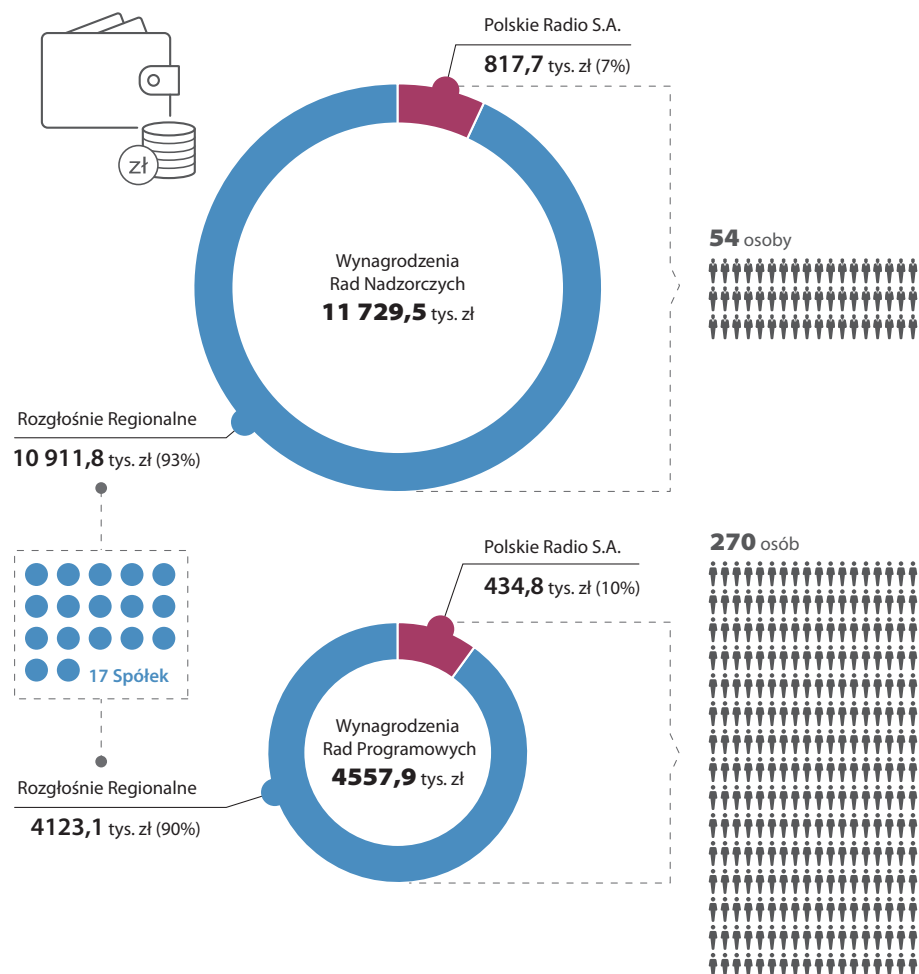 Polskie Radio S.A.
817,7 tys. zł (7%)
zł
Wynagrodzenia
Rad Nadzorczych
11 729,5 tys. zł
54 osoby
Rozgłośnie Regionalne
10 911,8 tys. zł (93%)
17 Spółek
Polskie Radio S.A.
434,8 tys. zł (10%)
270 osób
Wynagrodzenia
Rad Programowych
4557,9 tys. zł
Rozgłośnie Regionalne
4123,1 tys. zł (90%)